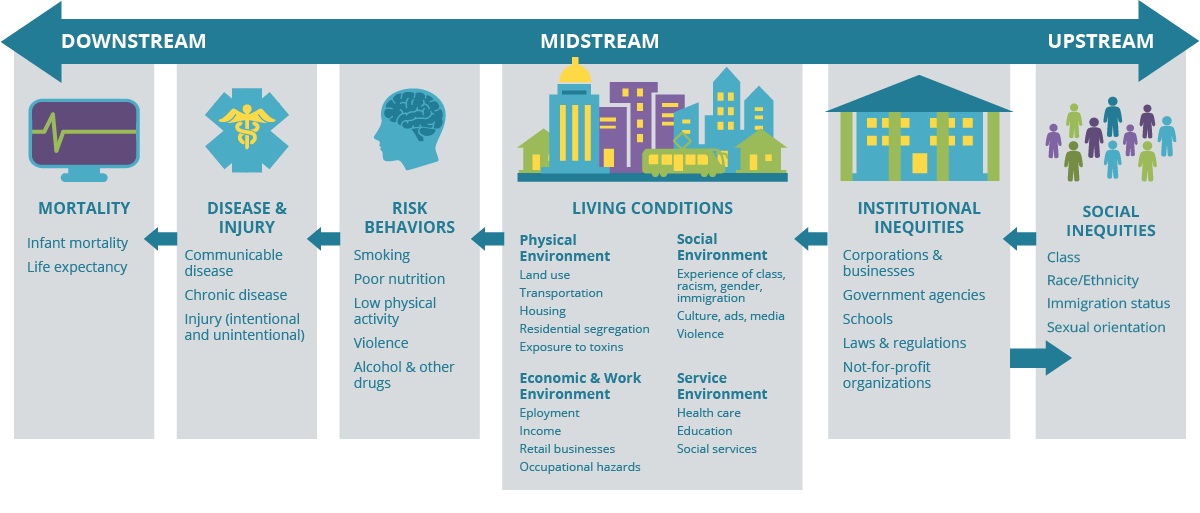 DOWNSTREAM
MIDSTREAM
UPSTREAM
MORTALITY
Infant mortality
Life expectancy
DISEASE &
INJURY
Communicable
disease
Chronic disease
Injury (intentional
and unintentional)
RISK
BEHAVIORS
Smoking
Poor nutrition
Low physical
activity
Violence
Alcohol & other
drugs
LIVING CONDITIONS
Physical
Environment
Land use
Transportation
Housing
Residential segregation
Exposure to toxins
Social
Environment
Experience of class,
racism, gender,
immigration
Culture, ads, media
Violence
Economic & Work
Environment
Eployment
Income
Retail businesses
Occupational hazards
Service
Environment
Health care
Education
Social services
INSTITUTIONAL
INEQUITIES
Corporations &
businesses
Government agencies
Schools
Laws & regulations
Not-for-profit
organizations
SOCIAL
INEQUITIES
Class
Race/Ethnicity
Immigration status
Sexual orientation